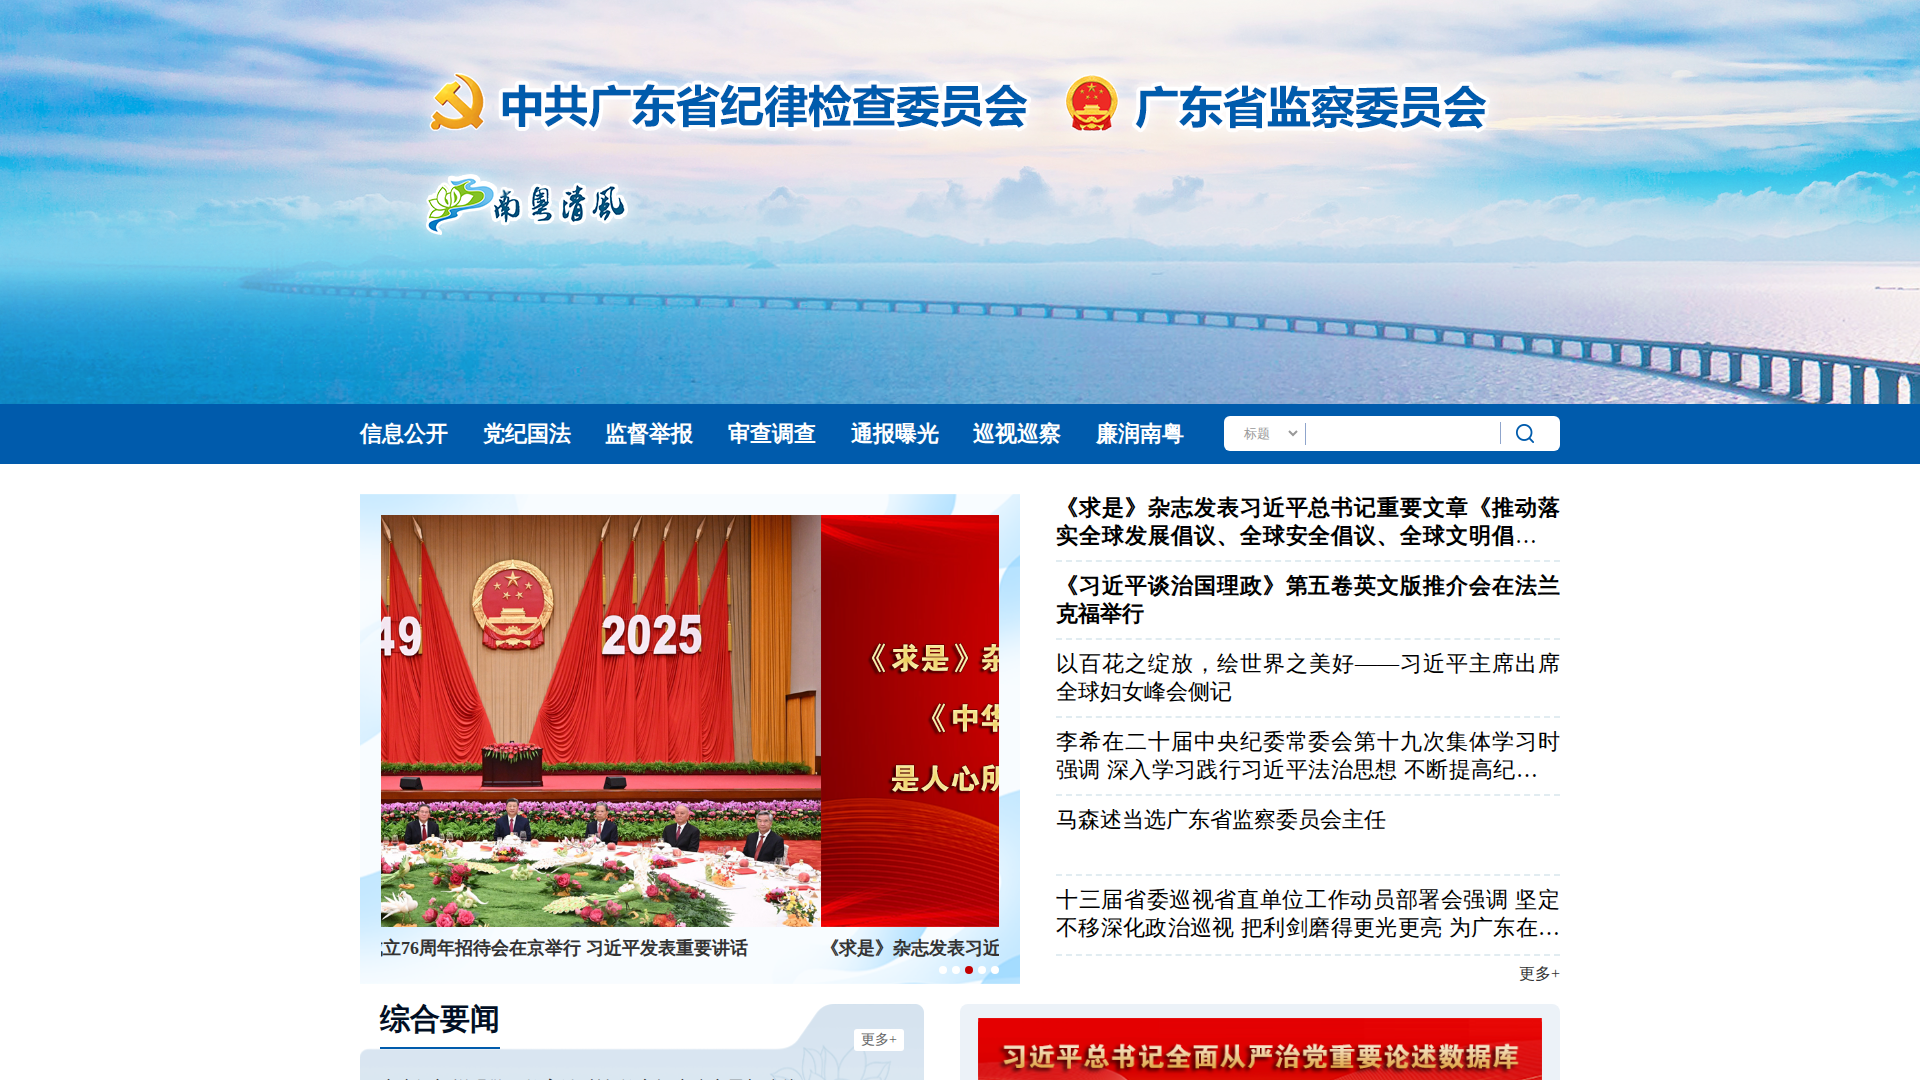 中共广东省纪律检查委员会 广东省监察委员会
南粤清風
信息公开 党纪国法 监督举报 审查调查 通报曝光 巡视巡察 廉润南粤 标题
49 2025
《求是》杂
《中华
是人心所
立76周年招待会在京举行 习近平发表重要讲话 《求是》杂志发表习近
《求是》杂志发表习近平总书记重要文章《推动落
实全球发展倡议、全球安全倡议、全球文明倡…
《习近平谈治国理政》第五卷英文版推介会在法兰
克福举行
以百花之绽放，绘世界之美好——习近平主席出席
全球妇女峰会侧记
李希在二十届中央纪委常委会第十九次集体学习时
强调 深入学习践行习近平法治思想 不断提高纪…
马森述当选广东省监察委员会主任
十三届省委巡视省直单位工作动员部署会强调 坚定
不移深化政治巡视 把利剑磨得更光更亮 为广东在…
更多+
综合要闻
更多+
习近平总书记全面从严治党重要论述数据库